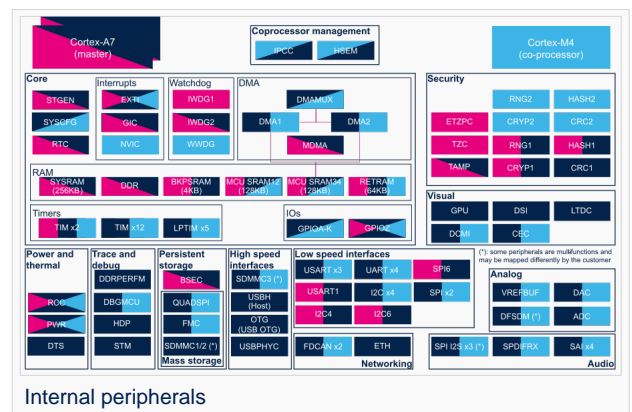 Cortex-A7
(master)
Coprocessor management
IPCC
HSEM
Cortex-M4
(co-processor)
Core
STGEN
SYSCFG
RTC
Interrupts
EXTI
GIC
NVIC
Watchdog
IWDG1
IWDG2
WWDG
DMA
DMAMUX
DMA1
DMA2
MDMA
Security
RNG2
HASH2
ETZPC
CRYP2
CRC2
TZC
RNG1
HASH1
TAMP
CRYP1
CRC1
RAM
SYSRAM
(256KB)
DDR
BKPSRAM
(4KB)
MCU SRAM12
(128KB)
MCU SRAM34
(128KB)
RETRAM
(64KB)
Timers
TIM x2
TIM x12
LPTIM x5
IOs
GPIOA-K
GPIOZ
Visual
GPU
DSI
LTDC
DCMI
CEC
(*): some peripherals are multifunctions and
may be mapped differently by the customer
Power and
thermal
RCC
PWR
DTS
Trace and
debug
DDRPERFM
DBGMCU
HDP
STM
Persistent
storage
BSEC
QUADSPI
FMC
SDMMC1/2 (*)
Mass storage
High speed
interfaces
SDMMC3 (*)
USBH
(Host)
OTG
(USB OTG)
USBPHYC
Low speed interfaces
USART x3
UART x4
SPI6
USART1
I2C x4
SPI x2
I2C4
I2C6
Analog
VREFBUF
DAC
DFSDM (*)
ADC
FDCAN x2
ETH
Networking
SPI I2S x3 (*)
SPDIFRX
SAI x4
Audio
Internal peripherals